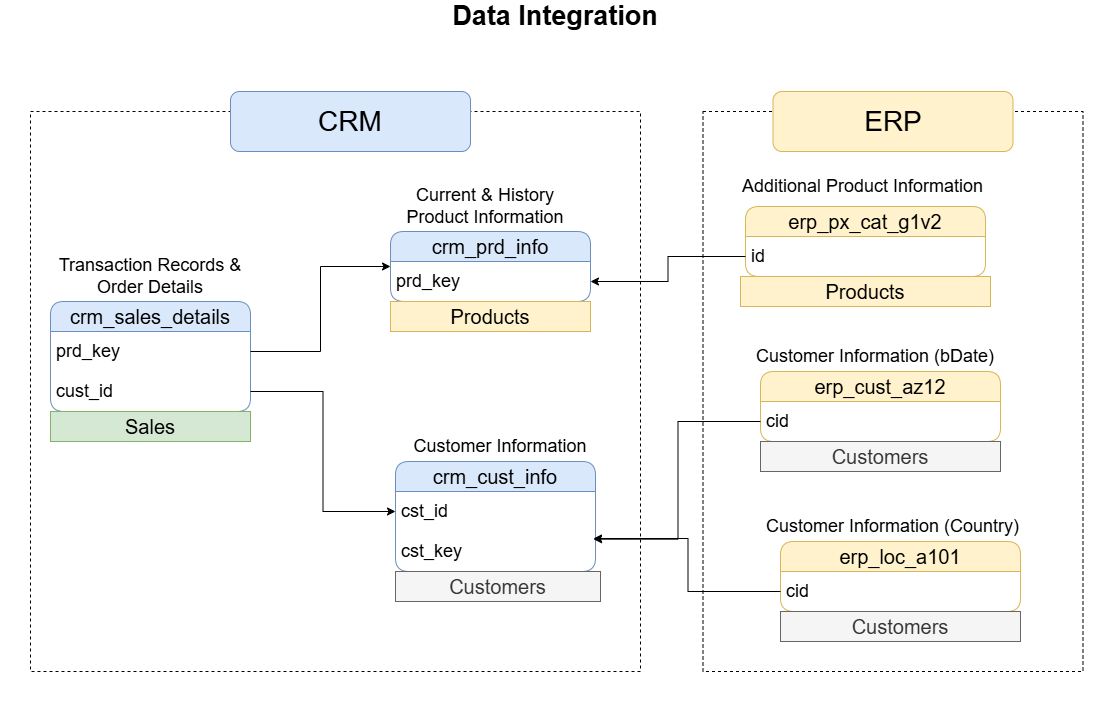 Data Integration
CRM
ERP
Current & History
Product Information
crm_prd_info
prd_key
Products
Transaction Records &
Order Details
crm_sales_details
prd_key
cust_id
Sales
Customer Information
crm_cust_info
cst_id
cst_key
Customers
Additional Product Information
erp_px_cat_g1v2
id
Products
Customer Information (bDate)
erp_cust_az12
cid
Customers
Customer Information (Country)
erp_loc_a101
cid
Customers